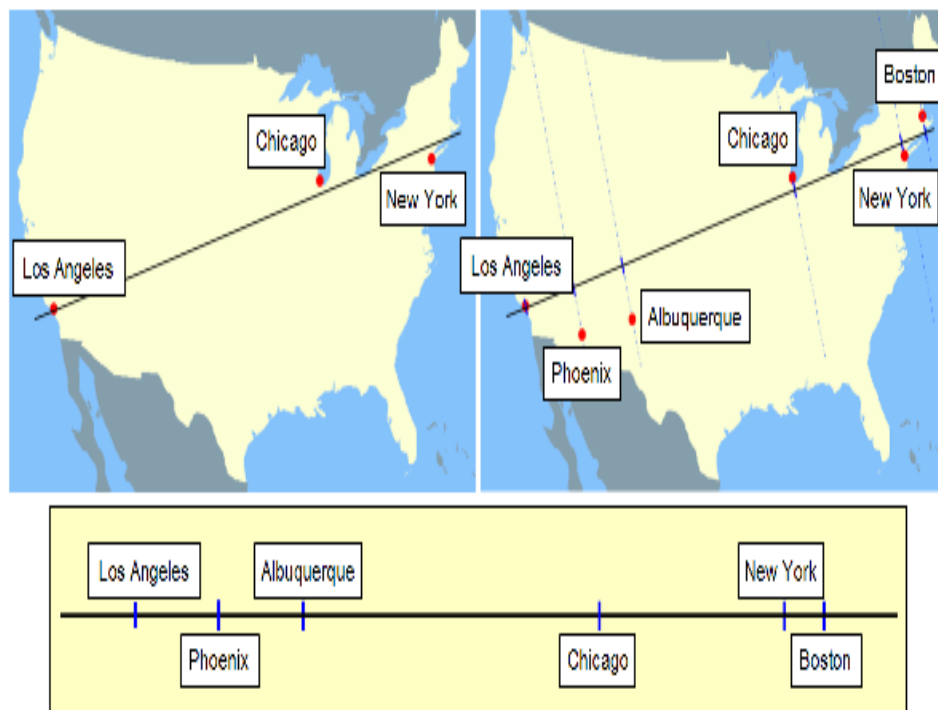 Chicago
New York
Los Angeles
Boston
Chicago
New York
Los Angeles
Albuquerque
Phoenix
Los Angeles
Albuquerque
New York
Phoenix
Chicago
Boston